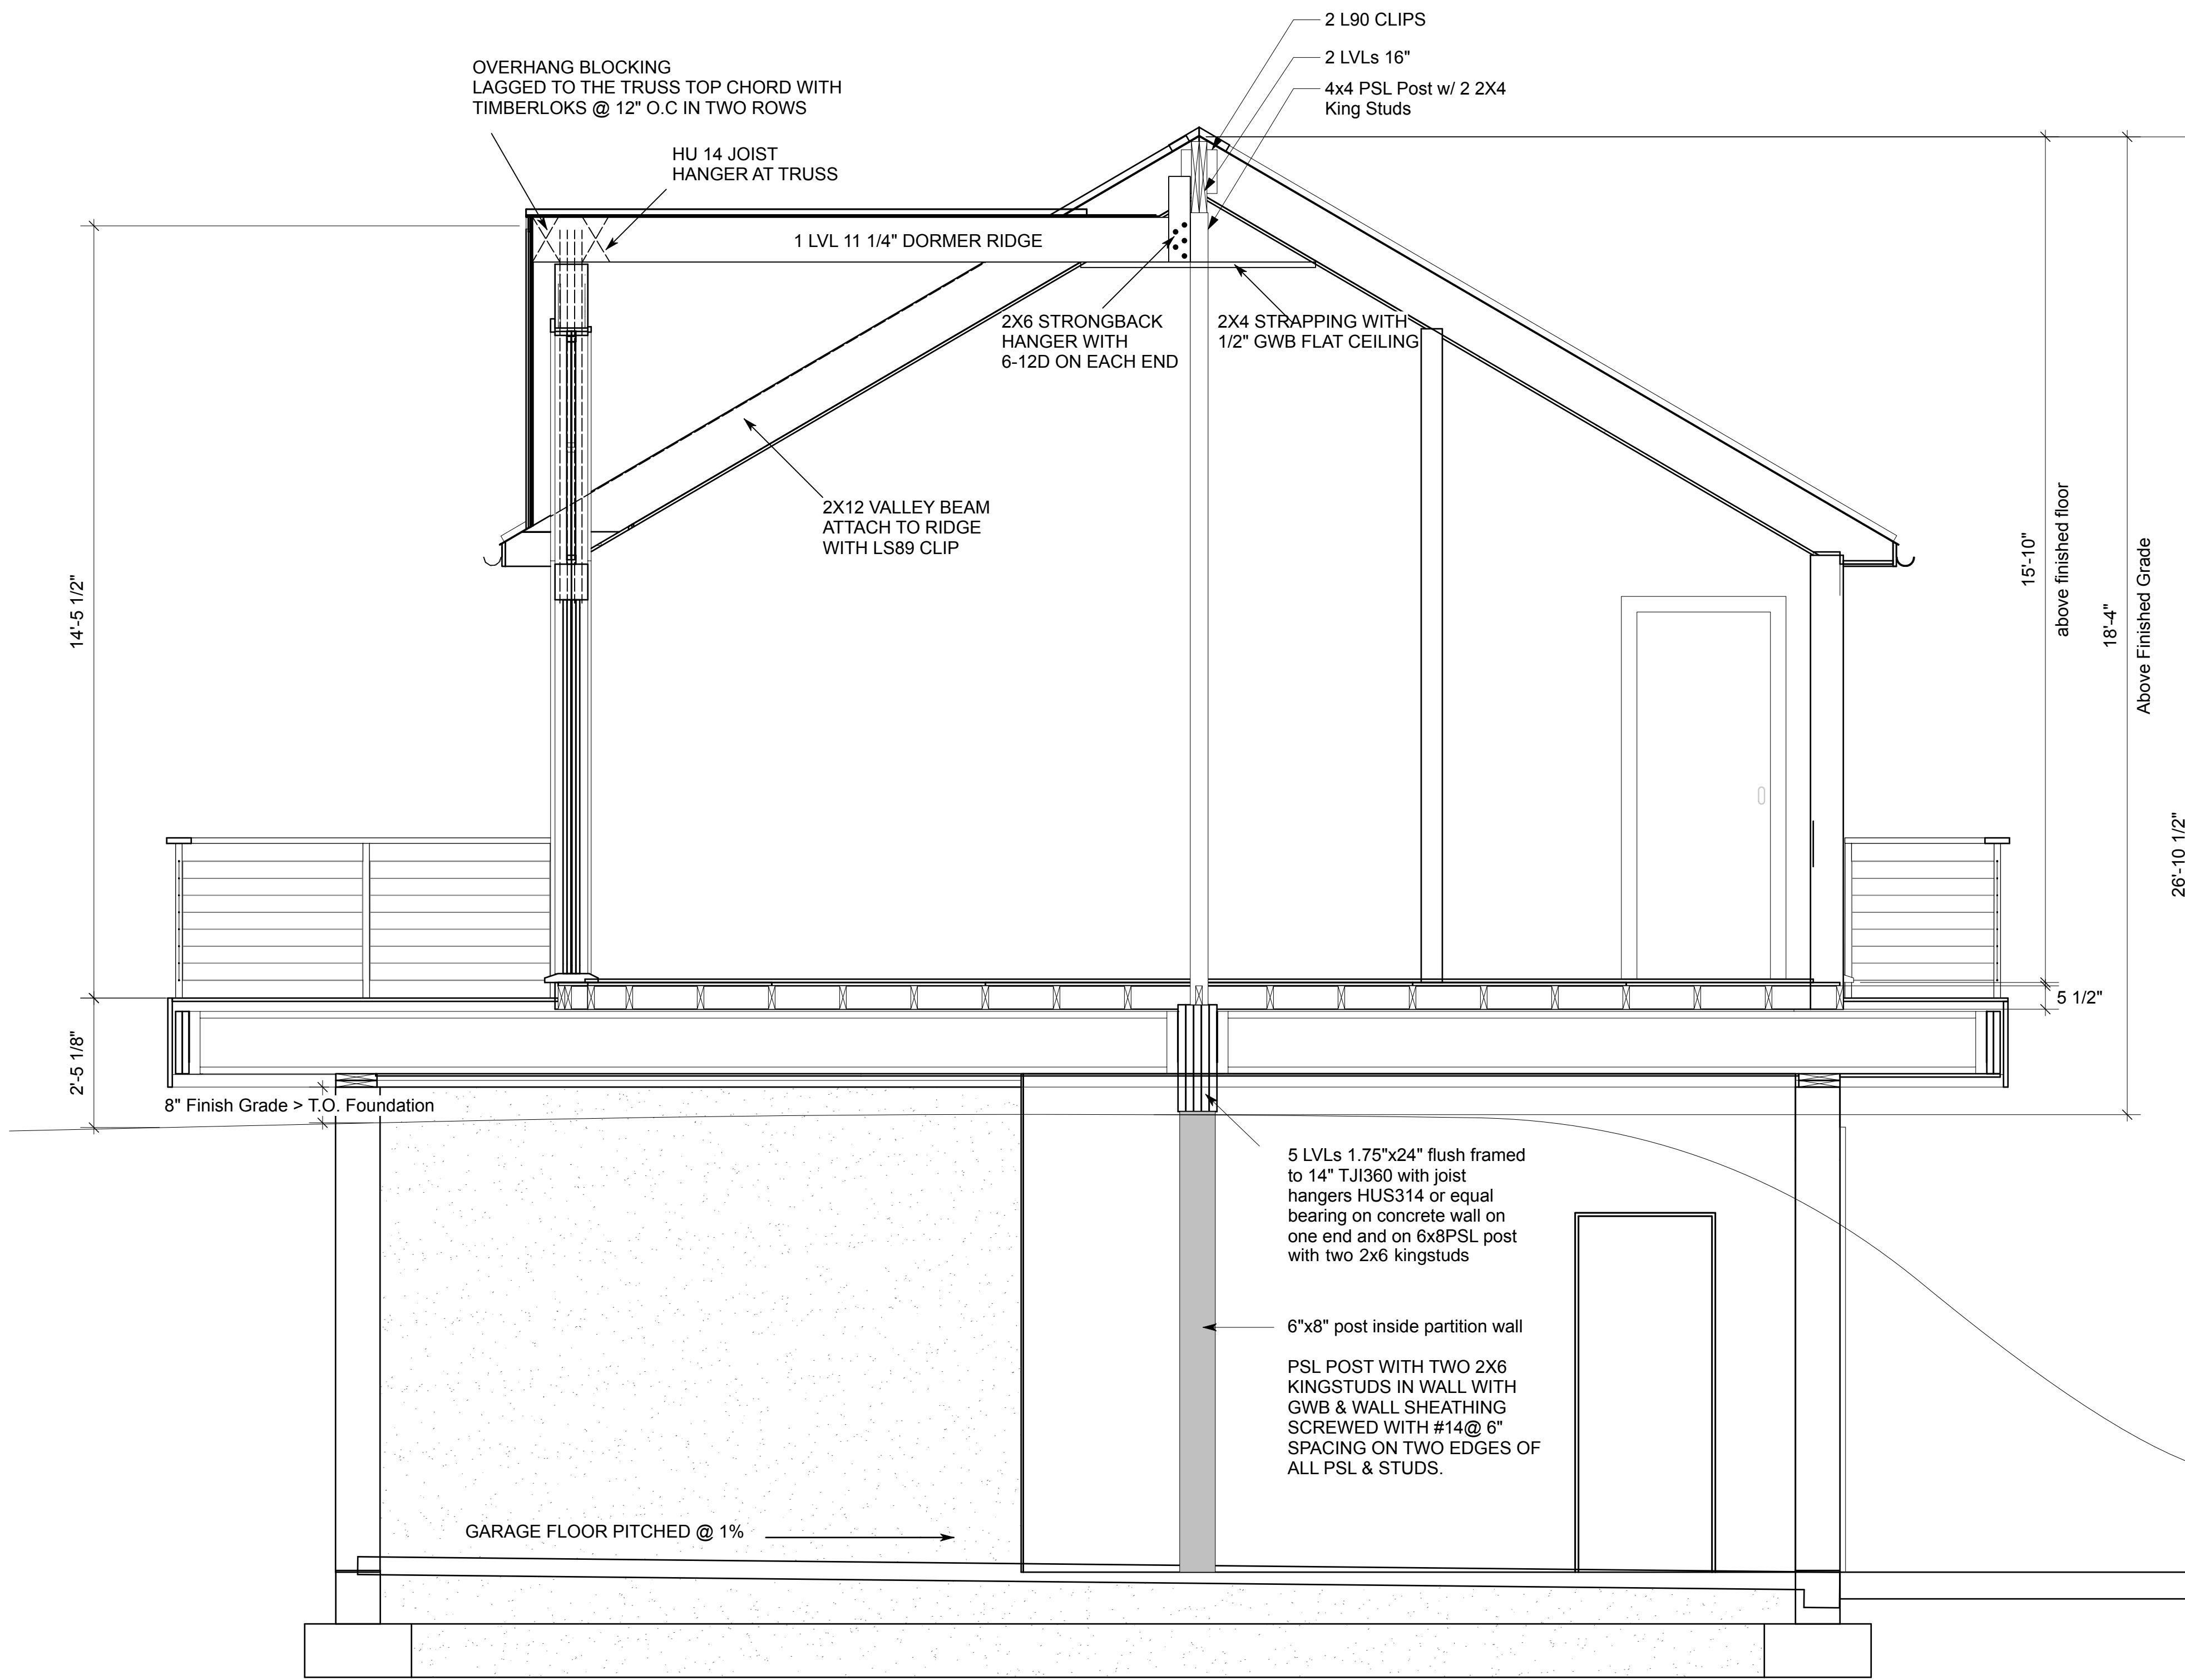 2 L90 CLIPS
2 LVLs 16"
4x4 PSL Post w/ 2 2X4
King Studs
OVERHANG BLOCKING
LAGGED TO THE TRUSS TOP CHORD WITH
TIMBERLOKS @ 12" O.C IN TWO ROWS
HU 14 JOIST
HANGER AT TRUSS
1 LVL 11 1/4" DORMER RIDGE
2X6 STRONGBACK
HANGER WITH
6-12D ON EACH END
2X4 STRAPPING WITH
1/2" GWB FLAT CEILING
2X12 VALLEY BEAM
ATTACH TO RIDGE
WITH LS89 CLIP
14'-5 1/2"
15'-10"
above finished floor
18'-4"
Above Finished Grade
26'-10 1/2"
5 1/2"
2'-5 1/8"
8" Finish Grade > T.O. Foundation
5 LVLs 1.75"x24" flush framed
to 14" TJI360 with joist
hangers HUS314 or equal
bearing on concrete wall on
one end and on 6x8PSL post
with two 2x6 kingstuds
6"x8" post inside partition wall
PSL POST WITH TWO 2X6
KINGSTUDS IN WALL WITH
GWB & WALL SHEATHING
SCREWED WITH #14@ 6"
SPACING ON TWO EDGES OF
ALL PSL & STUDS.
GARAGE FLOOR PITCHED @ 1%